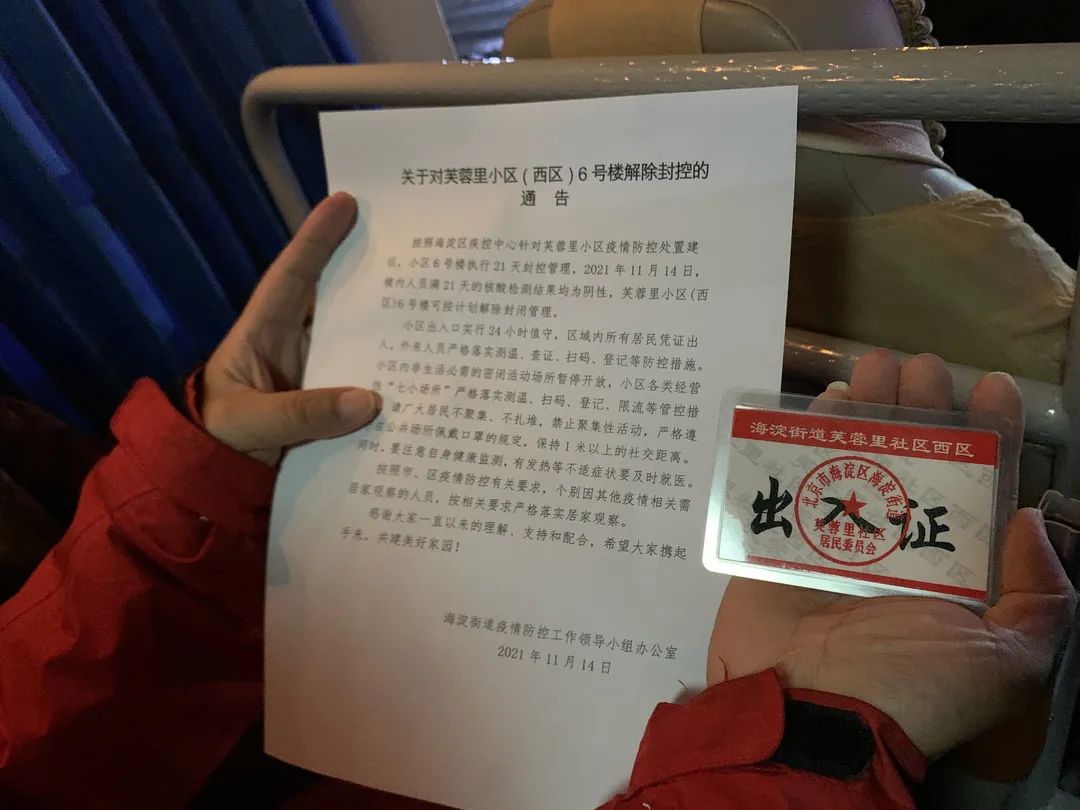 关于对芙蓉里小区（西区）6号楼解除封控的
通 告
按照海淀区疾控中心针对芙蓉里小区疫情防控处置建
议，小区6号楼执行21天封控管理，2021年11月14日，
楼内人员满21天的核酸检测结果均为阴性，芙蓉里小区(西
区)6号楼可按计划解除封闭管理。
小区出入口实行24小时值守，区域内所有居民凭证出
入，外来人员严格落实测温、查证、扫码、登记等防控措施。
小区内非生活必需的密闭活动场所暂停开放，小区各类经营
性“七小场所”严格落实测温、扫码、登记、限流等管控措
请广大居民不聚集、不扎堆，禁止聚集性活动，严格遵
在公共场所佩戴口罩的规定，保持1米以上的社交距离。
同时，要注意自身健康监测，有发热等不适症状要及时就医。
按照市、区疫情防控有关要求，个别因其他疫情相关需
居家观察的人员，按相关要求严格落实居家观察。
感谢大家一直以来的理解、支持和配合，希望大家携起
手来，共建美好家园！
海淀街道疫情防控工作领导小组办公室
2021年11月14日
海淀街道芙蓉里社区西区
出入证
北京市海淀区海淀街道
芙蓉里社区
居民委员会